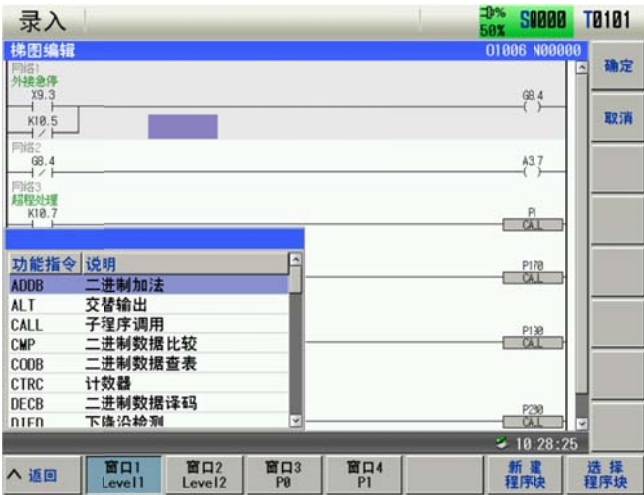 录入
0%
50%
S0000
T0101
梯图编辑
O1006 N00000
确定
取消
网络1
外接急停
X9.3
G8.4
K10.5
网络2
G8.4
A3.7
网络3
超程处理
K10.7
P1
CALL
P170
CALL
P130
CALL
P200
CALL
功能指令 说明
ADDB 二进制加法
ALT 交替输出
CALL 子程序调用
CMP 二进制数据比较
CODB 二进制数据查表
CTRC 计数器
DECB 二进制数据译码
DIFD 下降沿检测
10:28:25
返回
窗口1
Level1
窗口2
Level2
窗口3
P0
窗口4
P1
新建
程序块
选择
程序块